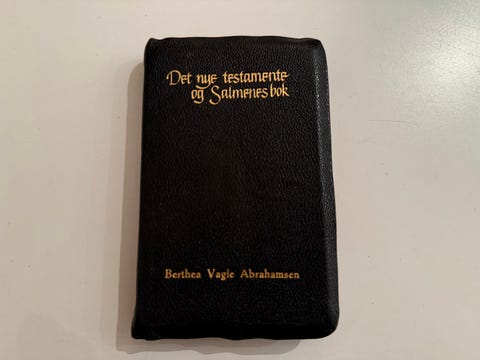 Det nye testamente
og Salmenes bok
Berthea Vagle Abrahamsen